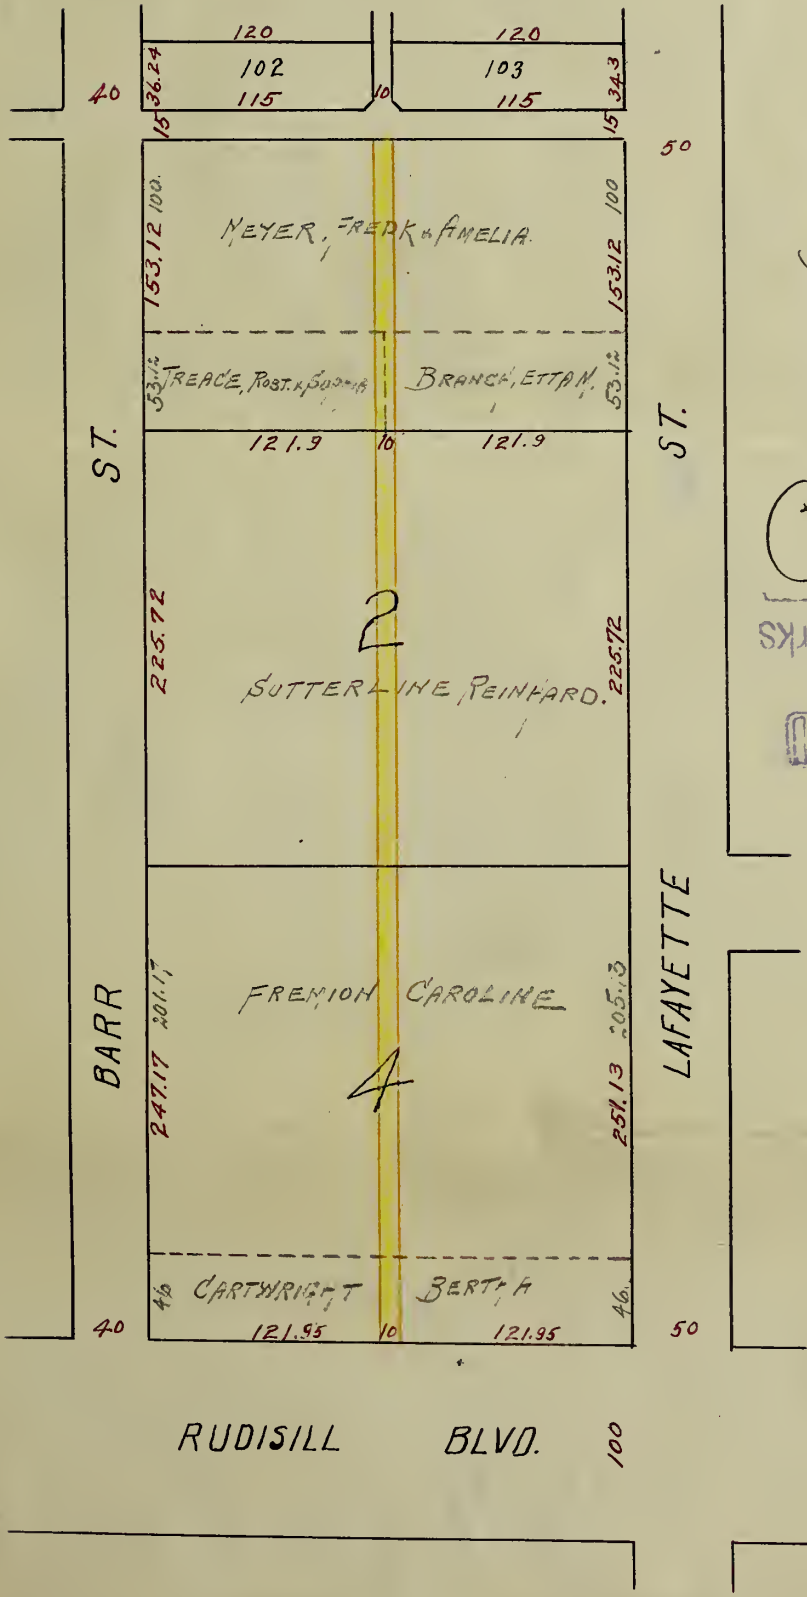 120 120
36.24 102 103 34.3
40 115 10 115
15 15
50
100. 100
MEYER, FREDK & AMELIA.
153.12 153.12
53.12 TREACE, ROBT. & BRANCH, ETTA M. 53.12
121.9 10 121.9
ST. ST.
225.72 2 225.72
SUTTERLINE REINHARD.
rks
LAFAYETTE
BARR
201.17 FREMION CAROLINE 205.13
247.17 4 251.13
46 CARTWRIGHT BERTHA 46.
40 121.95 10 121.95 50
RUDISILL BLVD. 100